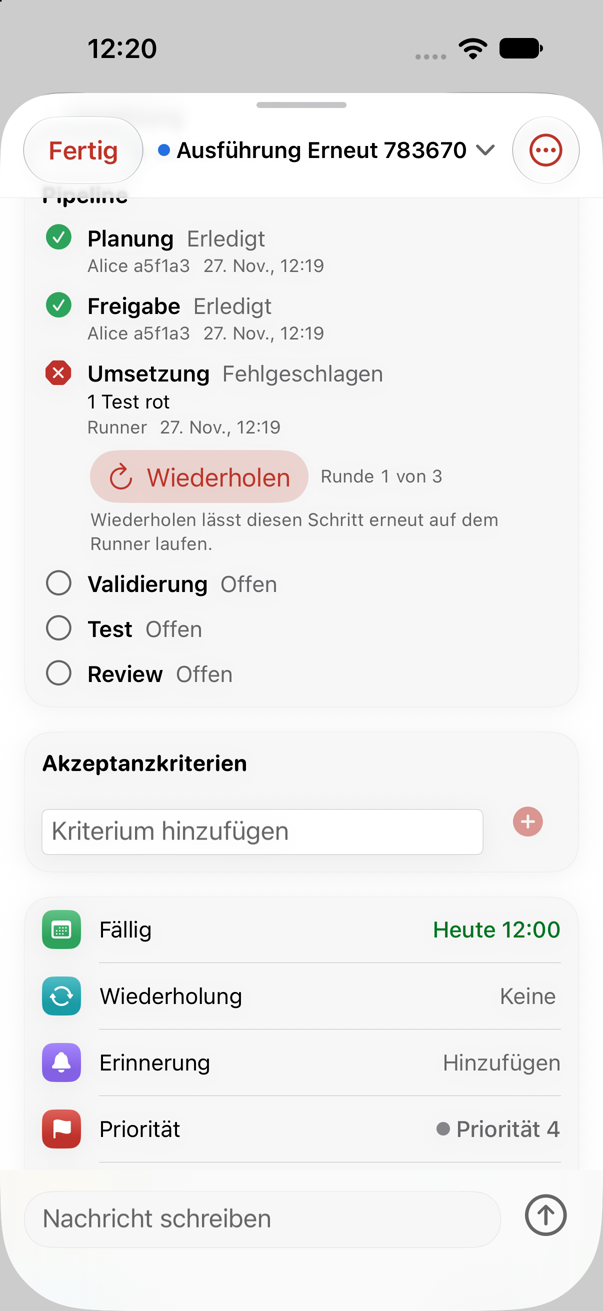 12:20
Fertig
Ausführung Erneut 783670
Pipeline
Planung Erledigt
Alice a5f1a3 27. Nov., 12:19
Freigabe Erledigt
Alice a5f1a3 27. Nov., 12:19
Umsetzung Fehlgeschlagen
1 Test rot
Runner 27. Nov., 12:19
Wiederholen Runde 1 von 3
Wiederholen lässt diesen Schritt erneut auf dem
Runner laufen.
Validierung Offen
Test Offen
Review Offen
Akzeptanzkriterien
Kriterium hinzufügen
Fällig Heute 12:00
Wiederholung Keine
Erinnerung Hinzufügen
Priorität Priorität 4
Nachricht schreiben